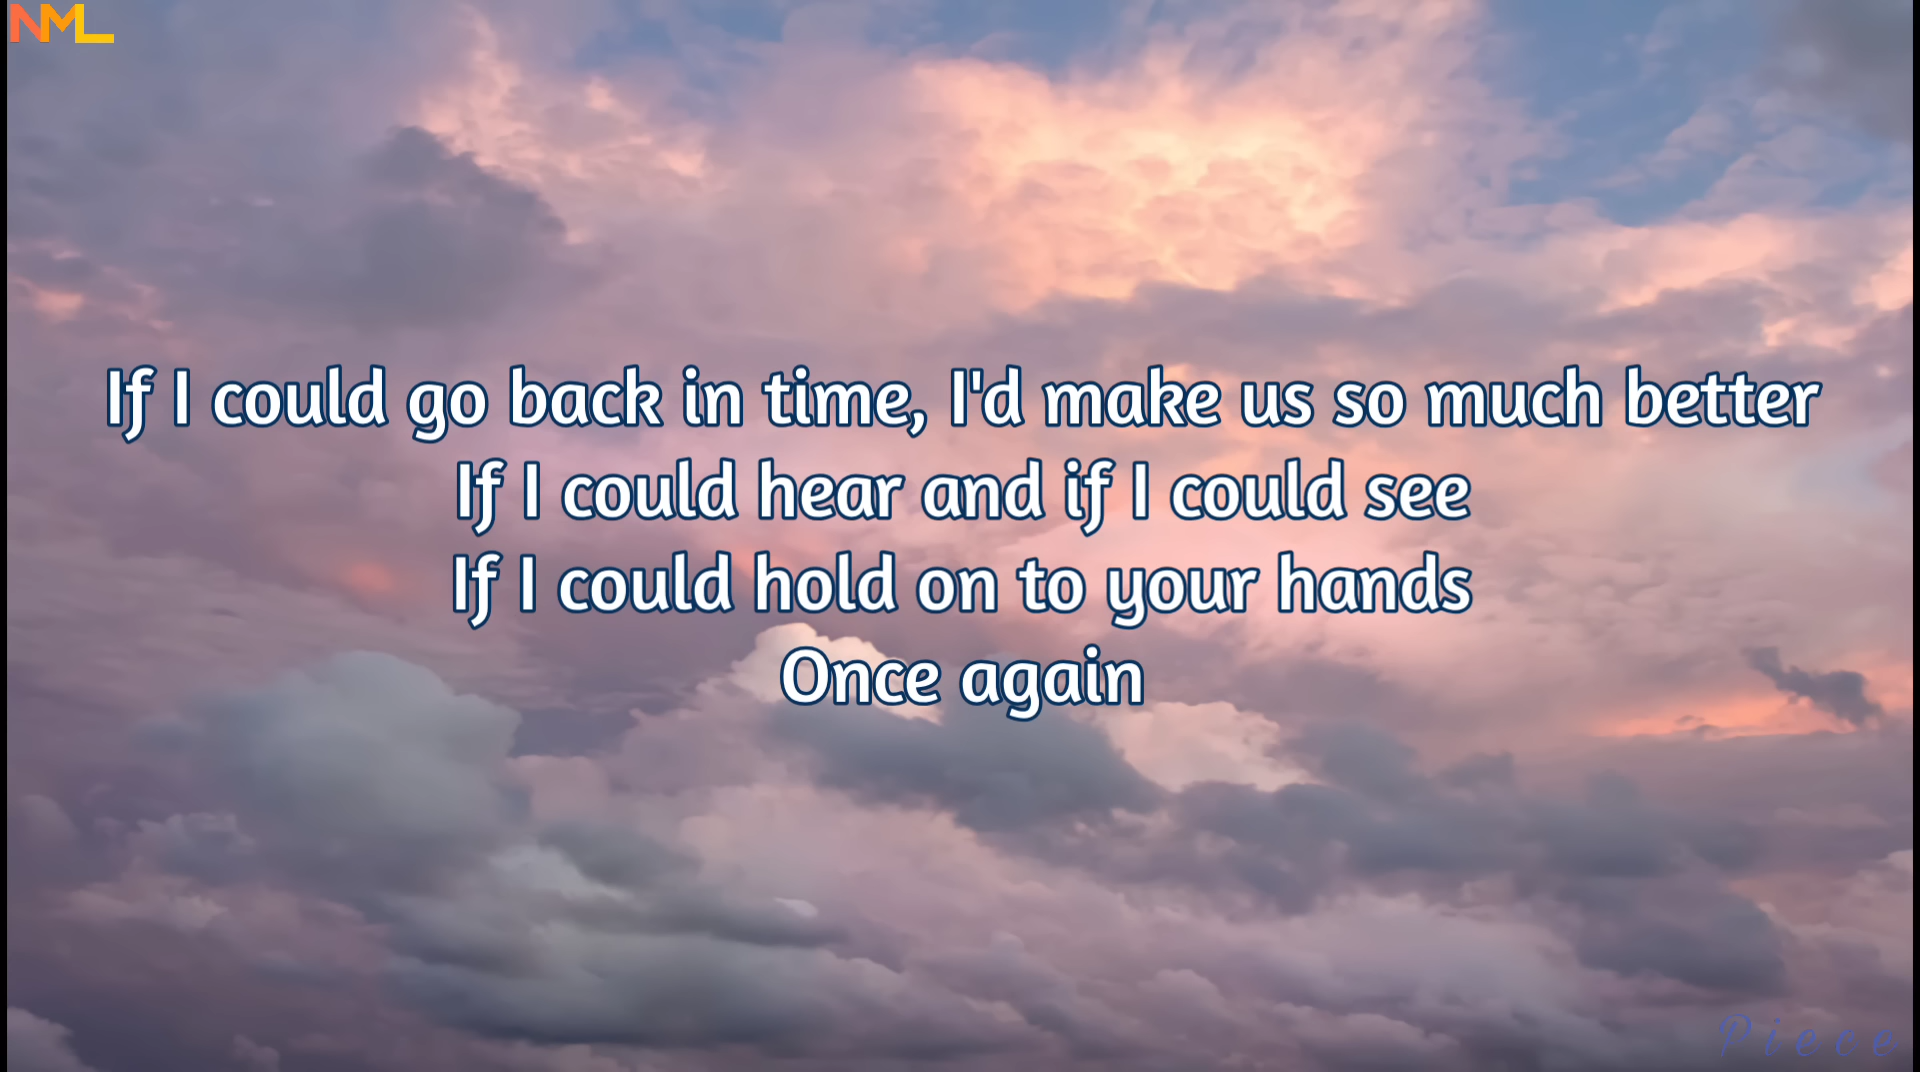 NML
If I could go back in time, I'd make us so much better
If I could hear and if I could see
If I could hold on to your hands
Once again
Piece